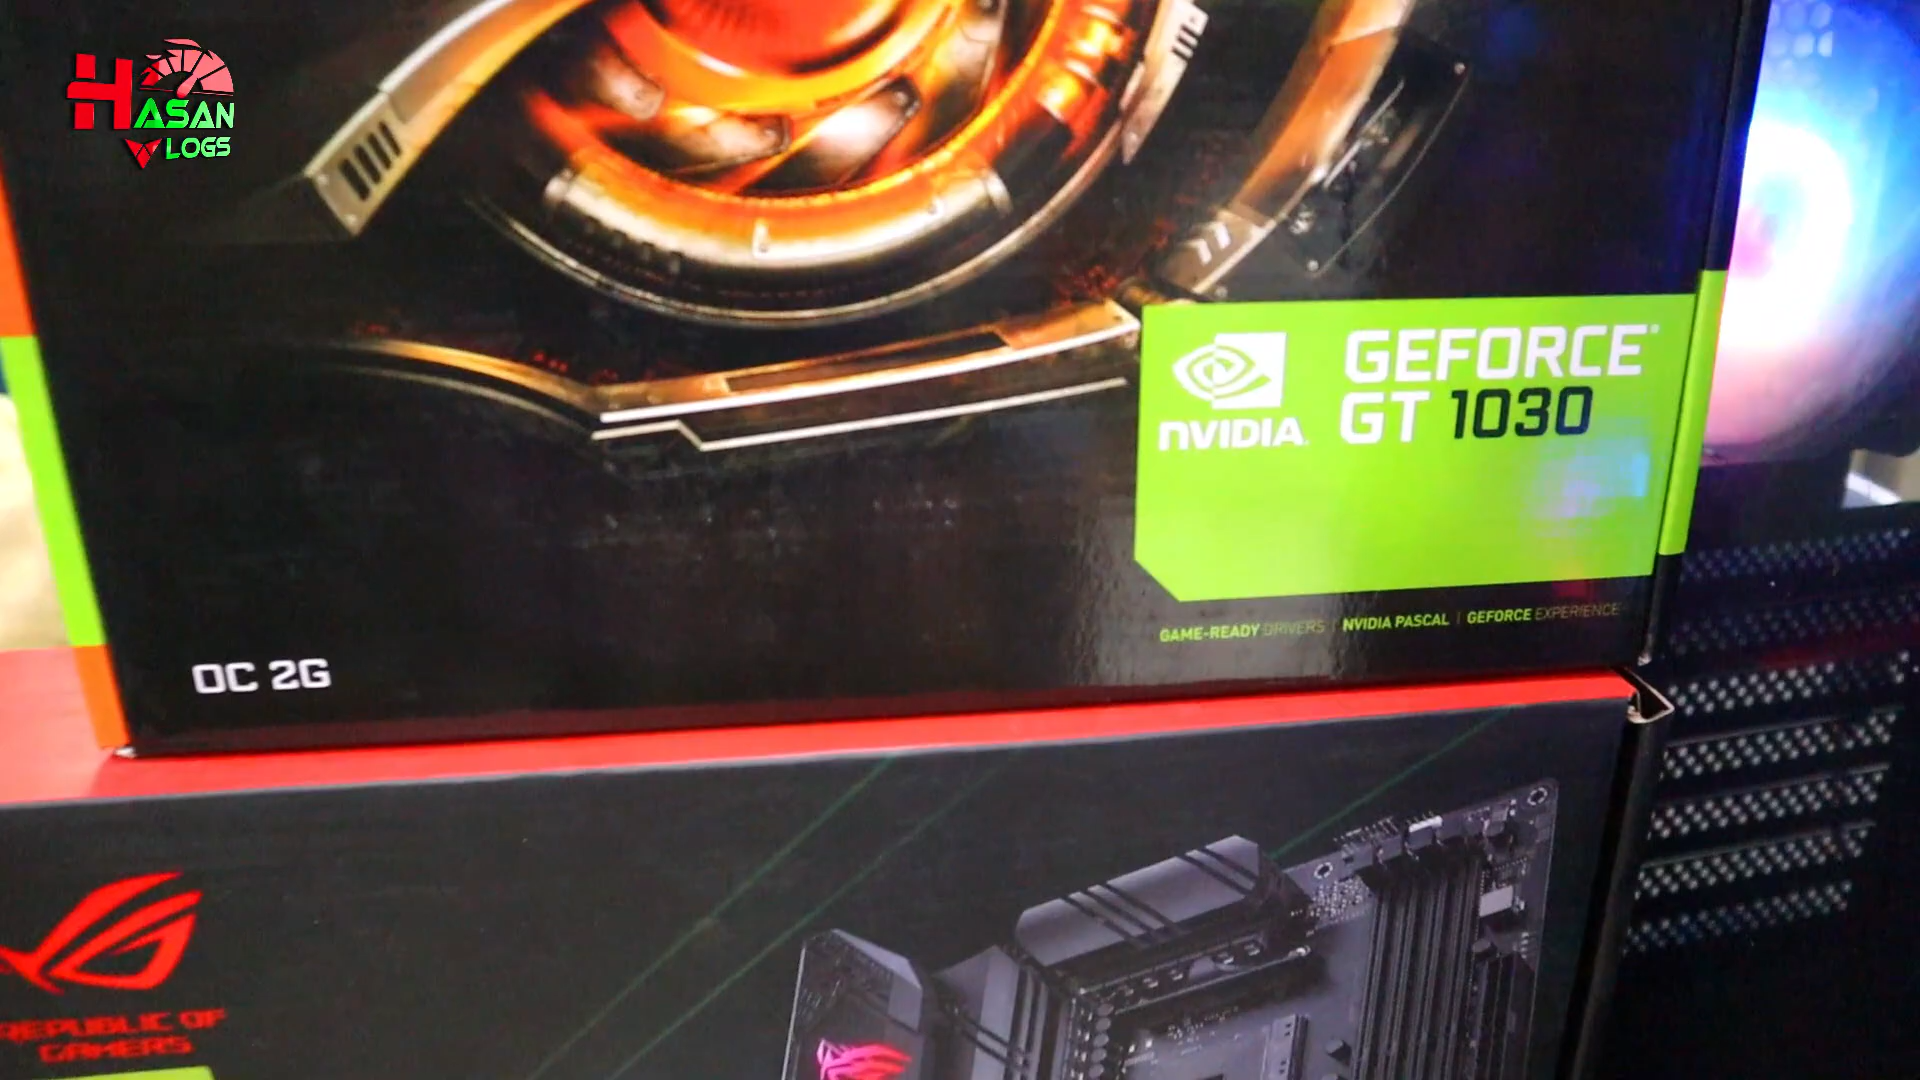 HASAN
VLOGS
NVIDIA.
GEFORCE
GT 1030
GAME-READY DRIVERS | NVIDIA PASCAL | GEFORCE EXPERIENCE
OC 2G
REPUBLIC OF
GAMERS